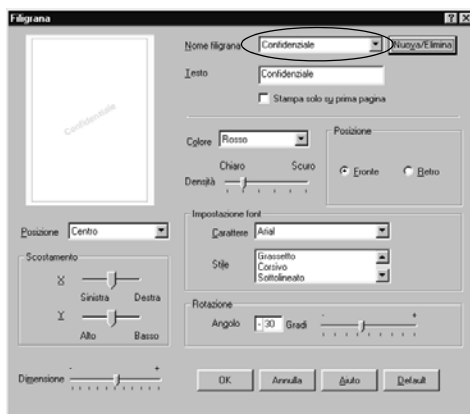 Filigrana
Nome filigrana Confidenziale Nuova/Elimina
Testo Confidenziale
Stampa solo su prima pagina
Confidenziale
Colore Rosso
Posizione
Chiaro Scuro
Densità
Fronte Retro
Posizione Centro
Impostazione font
Carattere Arial
Stile Grassetto
Corsivo
Sottolineato
Scostamento
X
Sinistra Destra
Y
Alto Basso
Rotazione
Angolo -30 Gradi - +
Dimensione - +
OK Annulla Aiuto Default